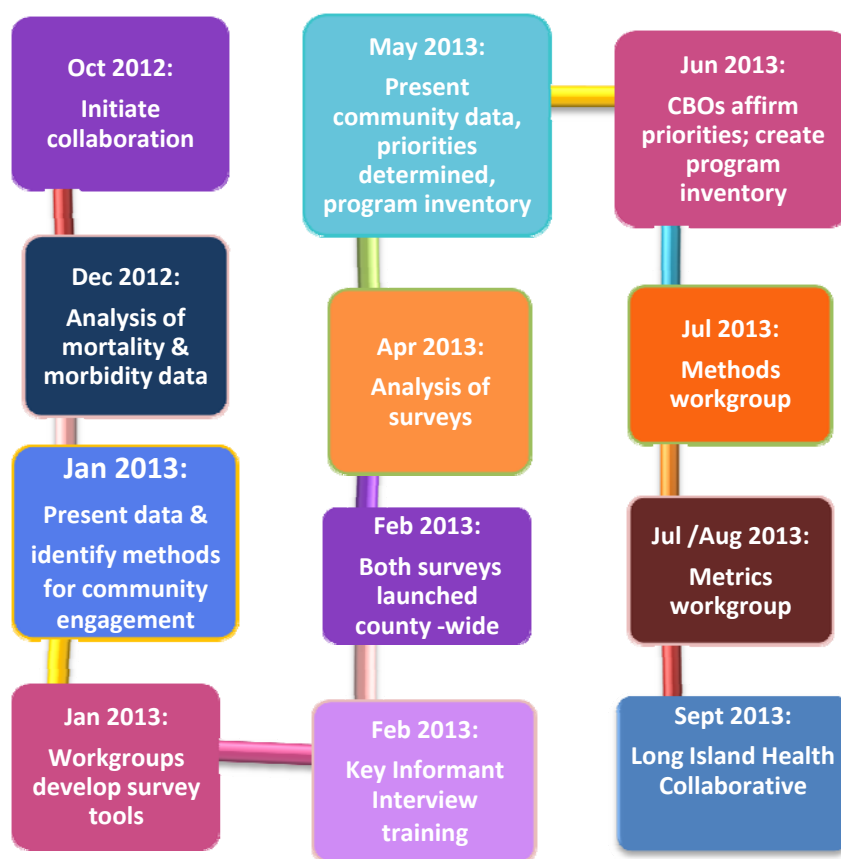 Oct 2012:
Initiate
collaboration
Dec 2012:
Analysis of
mortality &
morbidity data
Jan 2013:
Present data &
identify methods
for community
engagement
Jan 2013:
Workgroups
develop survey
tools
Feb 2013:
Key Informant
Interview
training
Feb 2013:
Both surveys
launched
county -wide
Apr 2013:
Analysis of
surveys
May 2013:
Present
community data,
priorities
determined,
program inventory
Jun 2013:
CBOs affirm
priorities; create
program
inventory
Jul 2013:
Methods
workgroup
Jul /Aug 2013:
Metrics
workgroup
Sept 2013:
Long Island Health
Collaborative